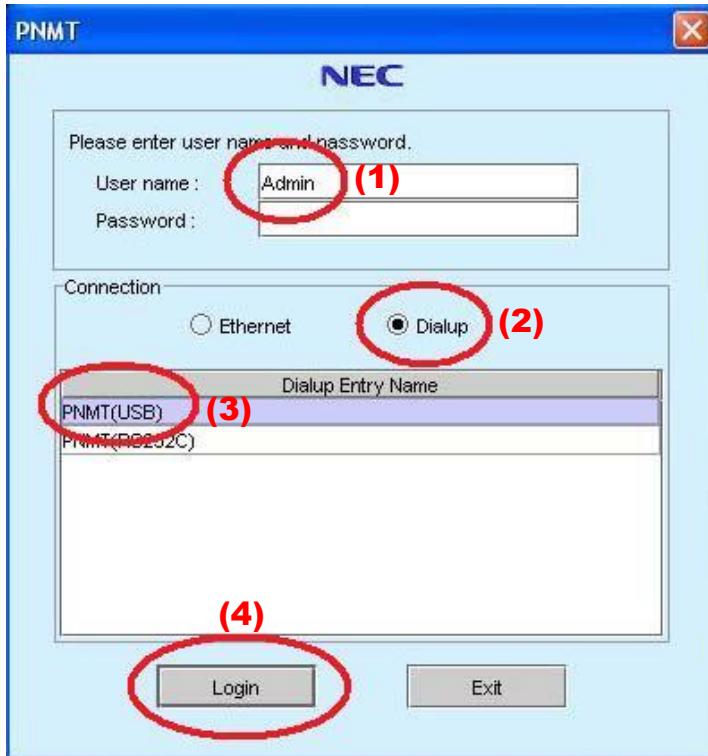 PNMT
NEC
Please enter user name and password.
User name : Admin (1)
Password :
Connection
Ethernet Dialup (2)
Dialup Entry Name
PNMT(USB) (3)
PNMT(RS232C)
(4)
Login Exit